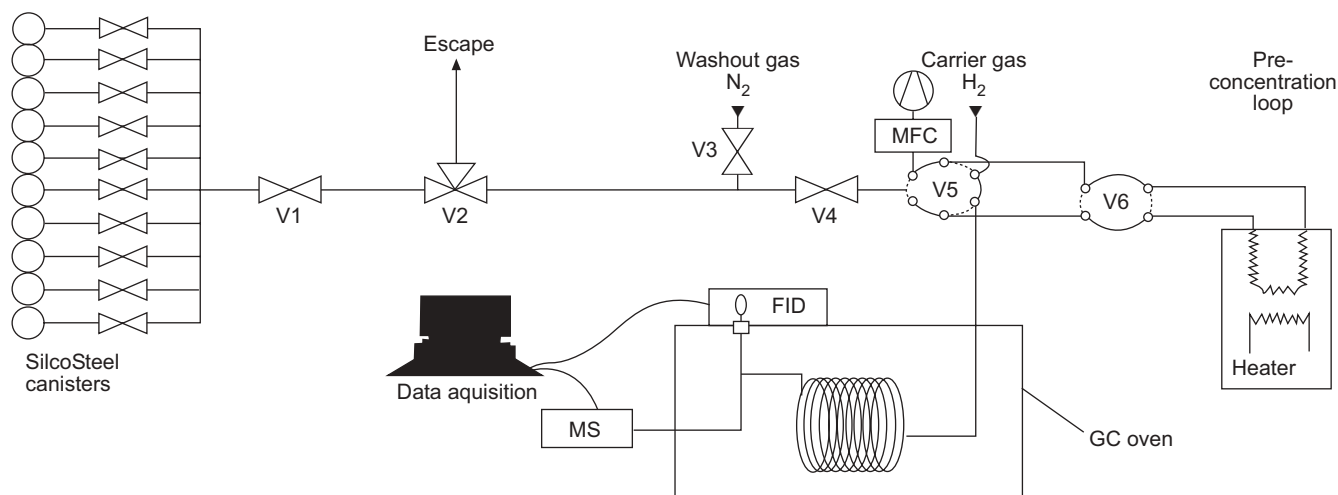 Escape
Washout gas
N2
Carrier gas
H2
Pre-
concentration
loop
MFC
V3
V5
V6
V1
V2
V4
FID
SilcoSteel
canisters
Data aquisition
MS
Heater
GC oven